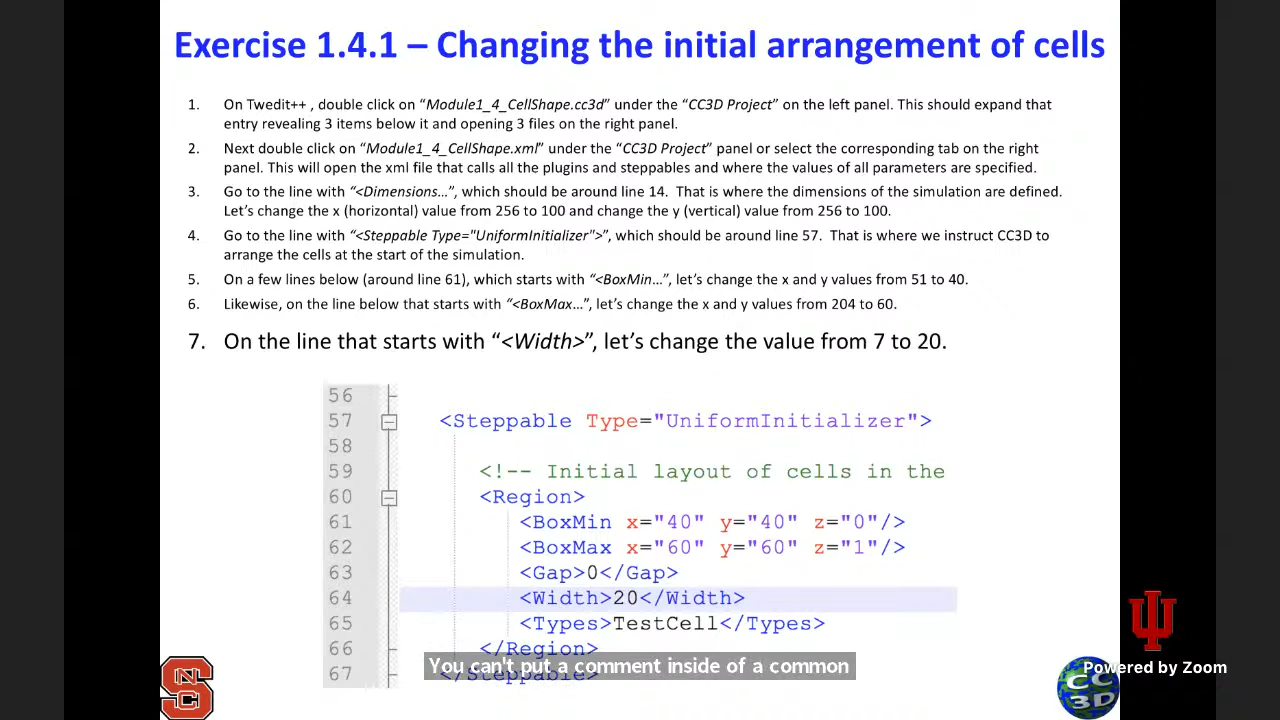 Exercise 1.4.1 – Changing the initial arrangement of cells
1. On Twedit++ , double click on “Module1_4_CellShape.cc3d” under the “CC3D Project” on the left panel. This should expand that
entry revealing 3 items below it and opening 3 files on the right panel.
2. Next double click on “Module1_4_CellShape.xml” under the “CC3D Project” panel or select the corresponding tab on the right
panel. This will open the xml file that calls all the plugins and steppables and where the values of all parameters are specified.
3. Go to the line with “<Dimensions…”, which should be around line 14. That is where the dimensions of the simulation are defined.
Let’s change the x (horizontal) value from 256 to 100 and change the y (vertical) value from 256 to 100.
4. Go to the line with “<Steppable Type="UniformInitializer">”, which should be around line 57. That is where we instruct CC3D to
arrange the cells at the start of the simulation.
5. On a few lines below (around line 61), which starts with “<BoxMin…”, let’s change the x and y values from 51 to 40.
6. Likewise, on the line below that starts with “<BoxMax…”, let’s change the x and y values from 204 to 60.
7. On the line that starts with “<Width>”, let’s change the value from 7 to 20.
56
57 <Steppable Type="UniformInitializer">
58
59 <!-- Initial layout of cells in the
60 <Region>
61 <BoxMin x="40" y="40" z="0"/>
62 <BoxMax x="60" y="60" z="1"/>
63 <Gap>0</Gap>
64 <Width>20</Width>
65 <Types>TestCell</Types>
66 </Region>
67 </Steppable>
You can't put a comment inside of a common
Powered by Zoom
NC S
CC
3D